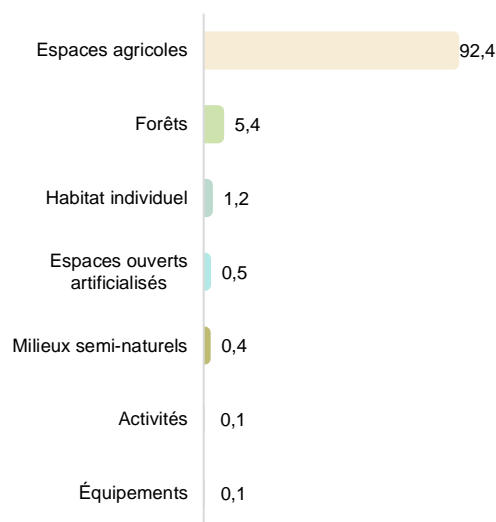 Espaces agricoles 92,4
Forêts 5,4
Habitat individuel 1,2
Espaces ouverts
artificialisés 0,5
Milieux semi-naturels 0,4
Activités 0,1
Équipements 0,1